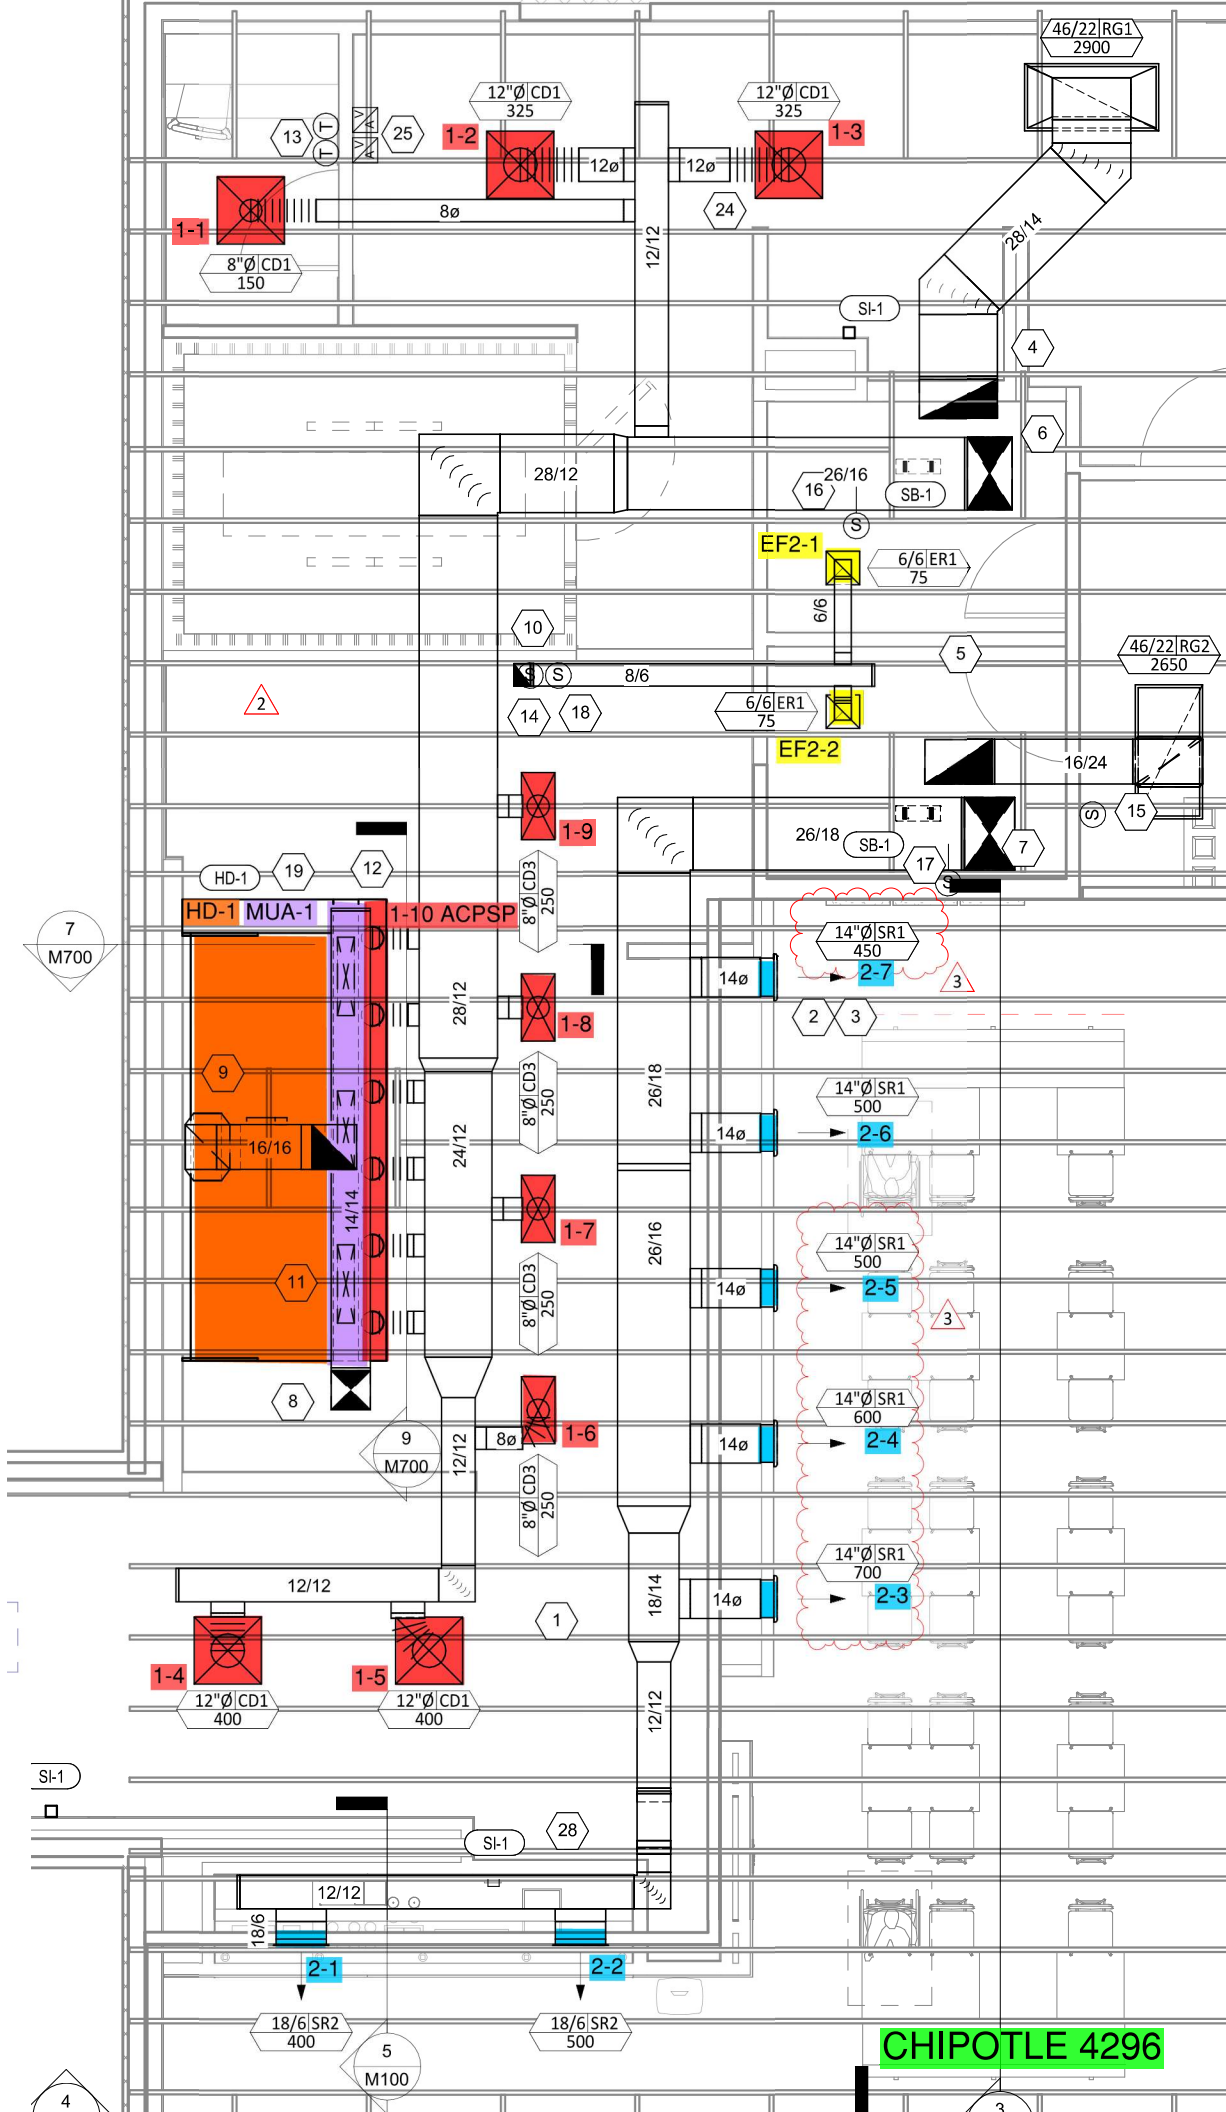 46/22 RG1
2900
12"Ø CD1
325
12"Ø CD1
325
13
T
T
V
A
V
A
25
1-2
1-3
12ø
12ø
24
8ø
1-1
8"Ø CD1
150
12/12
28/14
SI-1
4
6
28/12
16
26/16
SB-1
S
EF2-1
6/6 ER1
75
6/6
10
5
46/22 RG2
2650
S
S
8/6
2
14
18
6/6 ER1
75
EF2-2
16/24
15
S
1-9
26/18
SB-1
7
17
S
HD-1
19
12
8"Ø CD3
250
HD-1
MUA-1
1-10 ACPSP
7
M700
14"Ø SR1
450
14ø
2-7
3
28/12
1-8
2
3
9
8"Ø CD3
250
26/18
14"Ø SR1
500
16/16
24/12
14ø
2-6
14/14
1-7
26/16
14"Ø SR1
500
11
8"Ø CD3
250
14ø
2-5
3
8
14"Ø SR1
600
9
M700
12/12
8ø
1-6
14ø
2-4
8"Ø CD3
250
14"Ø SR1
700
12/12
18/14
14ø
2-3
1
1-4
1-5
12"Ø CD1
400
12"Ø CD1
400
12/12
SI-1
28
SI-1
12/12
18/6
2-1
2-2
18/6 SR2
400
18/6 SR2
500
5
M100
CHIPOTLE 4296
4
3